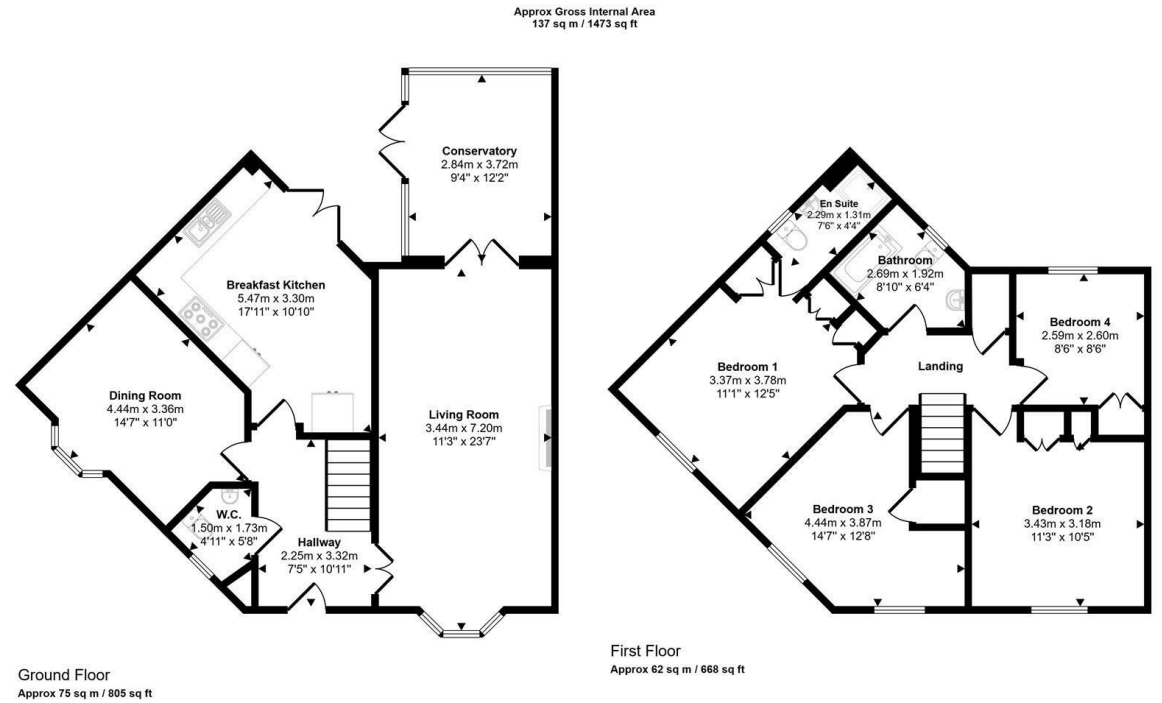 Approx Gross Internal Area
137 sq m / 1473 sq ft
Conservatory
2.84m x 3.72m
9'4" x 12'2"
Breakfast Kitchen
5.47m x 3.30m
17'11" x 10'10"
Dining Room
4.44m x 3.36m
14'7" x 11'0"
Living Room
3.44m x 7.20m
11'3" x 23'7"
W.C.
1.50m x 1.73m
4'11" x 5'8"
Hallway
2.25m x 3.32m
7'5" x 10'11"
Ground Floor
Approx 75 sq m / 805 sq ft
En Suite
2.29m x 1.31m
7'6" x 4'4"
Bathroom
2.69m x 1.92m
8'10" x 6'4"
Bedroom 4
2.59m x 2.60m
8'6" x 8'6"
Bedroom 1
3.37m x 3.78m
11'1" x 12'5"
Landing
Bedroom 3
4.44m x 3.87m
14'7" x 12'8"
Bedroom 2
3.43m x 3.18m
11'3" x 10'5"
First Floor
Approx 62 sq m / 668 sq ft